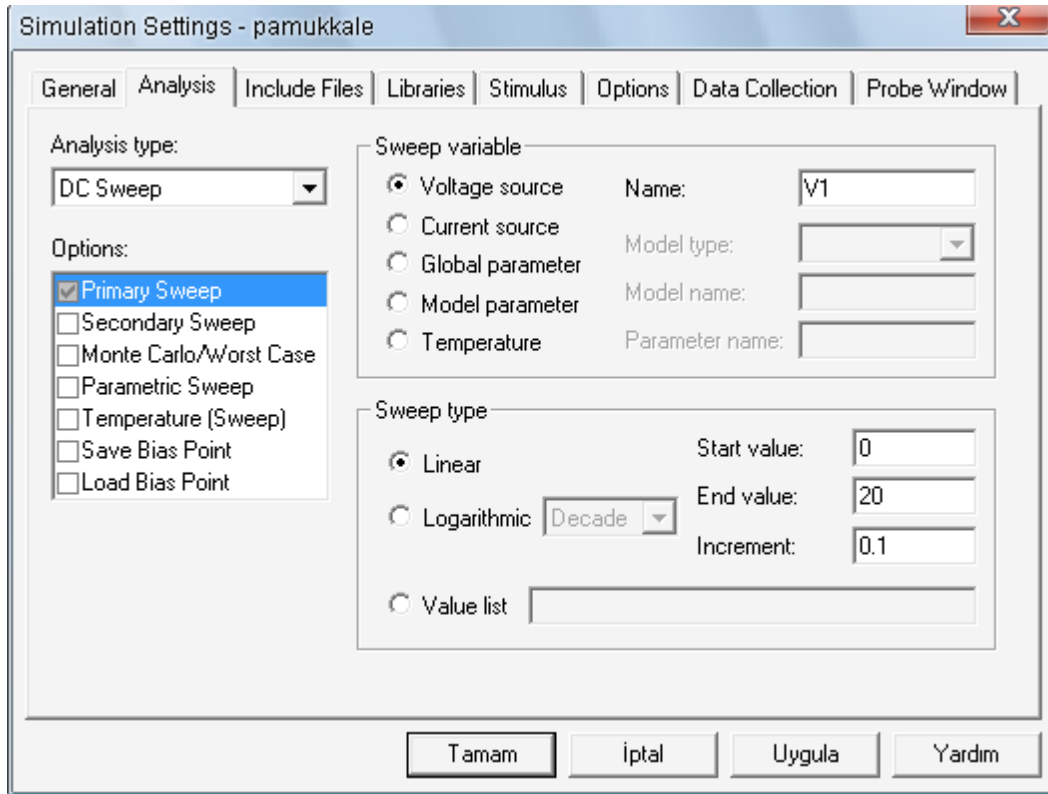 Simulation Settings - pamukkale
General Analysis Include Files Libraries Stimulus Options Data Collection Probe Window
Analysis type:
DC Sweep
Options:
Primary Sweep
Secondary Sweep
Monte Carlo/Worst Case
Parametric Sweep
Temperature (Sweep)
Save Bias Point
Load Bias Point
Sweep variable
Voltage source
Current source
Global parameter
Model parameter
Temperature
Name: V1
Model type:
Model name:
Parameter name:
Sweep type
Linear
Logarithmic Decade
Value list
Start value: 0
End value: 20
Increment: 0.1
Tamam İptal Uygula Yardım